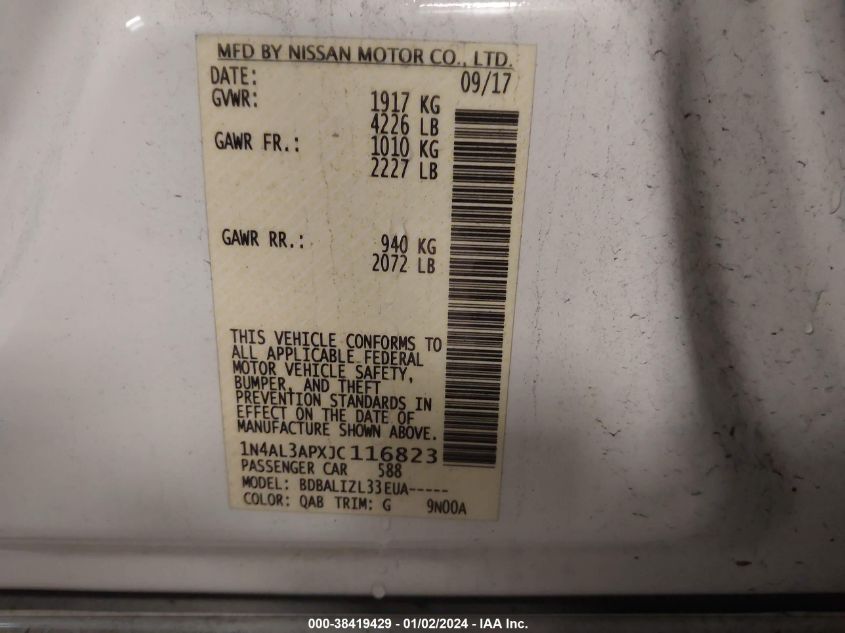 MFD BY NISSAN MOTOR CO., LTD.
DATE: 09/17
GVWR: 1917 KG
4226 LB
GAWR FR.: 1010 KG
2227 LB
GAWR RR.: 940 KG
2072 LB
THIS VEHICLE CONFORMS TO
ALL APPLICABLE FEDERAL
MOTOR VEHICLE SAFETY,
BUMPER, AND THEFT
PREVENTION STANDARDS IN
EFFECT ON THE DATE OF
MANUFACTURE SHOWN ABOVE.
1N4AL3APXJC116823
PASSENGER CAR 588
MODEL: BDBALIZL33EUA-----
COLOR: QAB TRIM: G 9N00A
000-38419429 - 01/02/2024 - IAA Inc.